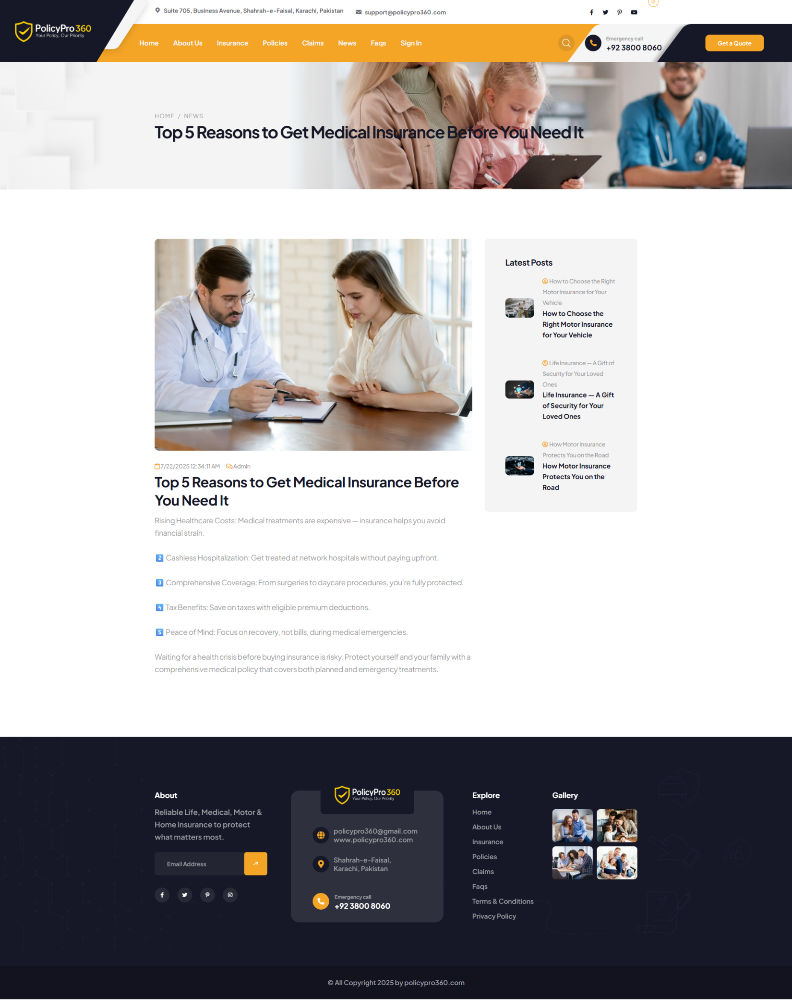 PolicyPro360
Your Policy, Our Priority
Suite 705, Business Avenue, Shahrah-e-Faisal, Karachi, Pakistan
support@policypro360.com
Home About Us Insurance Policies Claims News Faqs Sign In
Emergency call
+92 3800 8060
Get a Quote
HOME / NEWS
Top 5 Reasons to Get Medical Insurance Before You Need It
7/22/2025 12:34:11 AM Admin
Top 5 Reasons to Get Medical Insurance Before
You Need It
Rising Healthcare Costs: Medical treatments are expensive — insurance helps you avoid
financial strain.
2 Cashless Hospitalization: Get treated at network hospitals without paying upfront.
3 Comprehensive Coverage: From surgeries to daycare procedures, you're fully protected.
4 Tax Benefits: Save on taxes with eligible premium deductions.
5 Peace of Mind: Focus on recovery, not bills, during medical emergencies.
Waiting for a health crisis before buying insurance is risky. Protect yourself and your family with a
comprehensive medical policy that covers both planned and emergency treatments.
Latest Posts
How to Choose the Right
Motor Insurance for Your
Vehicle
How to Choose the
Right Motor Insurance
for Your Vehicle
Life Insurance — A Gift of
Security for Your Loved
Ones
Life Insurance — A Gift
of Security for Your
Loved Ones
How Motor Insurance
Protects You on the Road
How Motor Insurance
Protects You on the
Road
About
Reliable Life, Medical, Motor &
Home insurance to protect
what matters most.
Email Address
PolicyPro360
Your Policy, Our Priority
policypro360@gmail.com
www.policypro360.com
Shahrah-e-Faisal,
Karachi, Pakistan
Emergency call
+92 3800 8060
Explore
Home
About Us
Insurance
Policies
Claims
Faqs
Terms & Conditions
Privacy Policy
Gallery
© All Copyright 2025 by policypro360.com